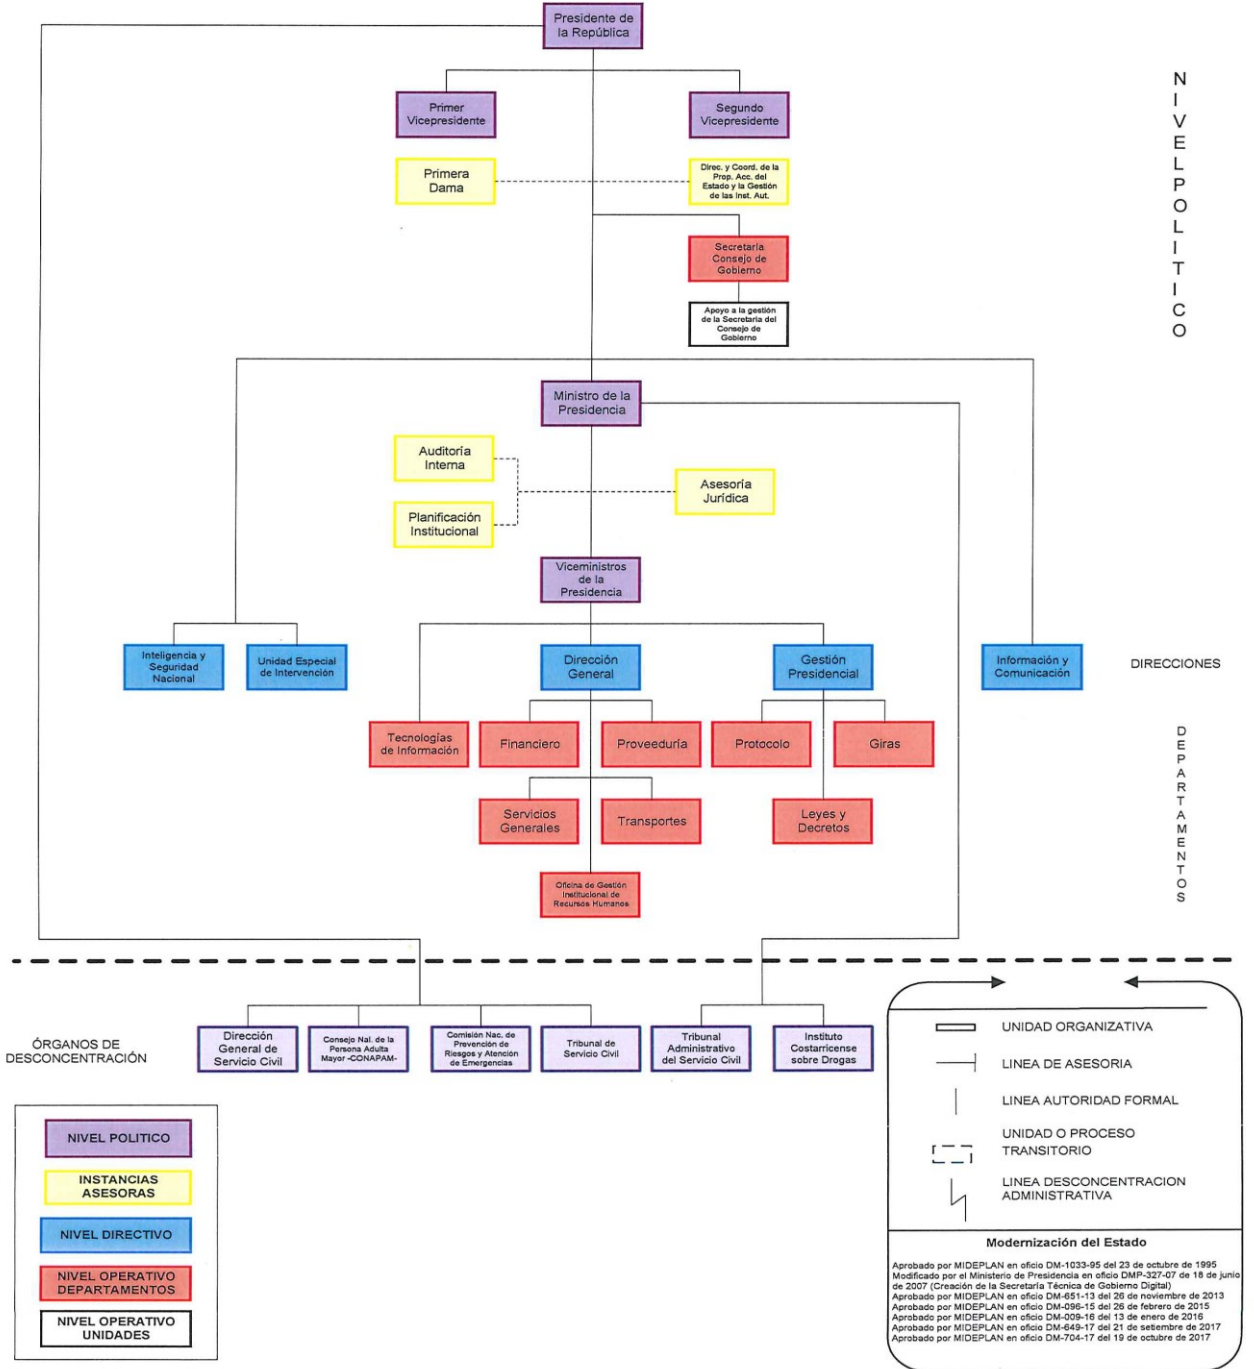 Presidente de
la República
Primer
Vicepresidente
Segundo
Vicepresidente
Primera
Dama
Direc. y Coord. de la
Prop. Acc. del
Estado y la Gestión
de las Inst. Aut.
Secretaría
Consejo de
Gobierno
Apoyo a la gestión
de la Secretaría del
Consejo de
Gobierno
NIVELPOLITICO
Ministro de la
Presidencia
Auditoría
Interna
Asesoría
Jurídica
Planificación
Institucional
Viceministros
de la
Presidencia
Inteligencia y
Seguridad
Nacional
Unidad Especial
de Intervención
Dirección
General
Gestión
Presidencial
Información y
Comunicación
DIRECCIONES
Tecnologías
de Información
Financiero
Proveeduría
Protocolo
Giras
Servicios
Generales
Transportes
Leyes y
Decretos
DEPARTAMENTOS
Oficina de Gestión
Institucional de
Recursos Humanos
ÓRGANOS DE
DESCONCENTRACIÓN
Dirección
General de
Servicio Civil
Consejo Nal. de la
Persona Adulta
Mayor -CONAPAM-
Comisión Nac. de
Prevención de
Riesgos y Atención
de Emergencias
Tribunal de
Servicio Civil
Tribunal
Administrativo
del Servicio Civil
Instituto
Costarricense
sobre Drogas
NIVEL POLITICO
INSTANCIAS
ASESORAS
NIVEL DIRECTIVO
NIVEL OPERATIVO
DEPARTAMENTOS
NIVEL OPERATIVO
UNIDADES
UNIDAD ORGANIZATIVA
LINEA DE ASESORIA
LINEA AUTORIDAD FORMAL
UNIDAD O PROCESO
TRANSITORIO
LINEA DESCONCENTRACION
ADMINISTRATIVA
Modernización del Estado
Aprobado por MIDEPLAN en oficio DM-1033-95 del 23 de octubre de 1995
Modificado por el Ministerio de Presidencia en oficio DMP-327-07 de 18 de junio
de 2007 (Creación de la Secretaría Técnica de Gobierno Digital)
Aprobado por MIDEPLAN en oficio DM-651-13 del 26 de noviembre de 2013
Aprobado por MIDEPLAN en oficio DM-096-15 del 26 de febrero de 2015
Aprobado por MIDEPLAN en oficio DM-009-16 del 13 de enero de 2016
Aprobado por MIDEPLAN en oficio DM-649-17 del 21 de setiembre de 2017
Aprobado por MIDEPLAN en oficio DM-704-17 del 19 de octubre de 2017